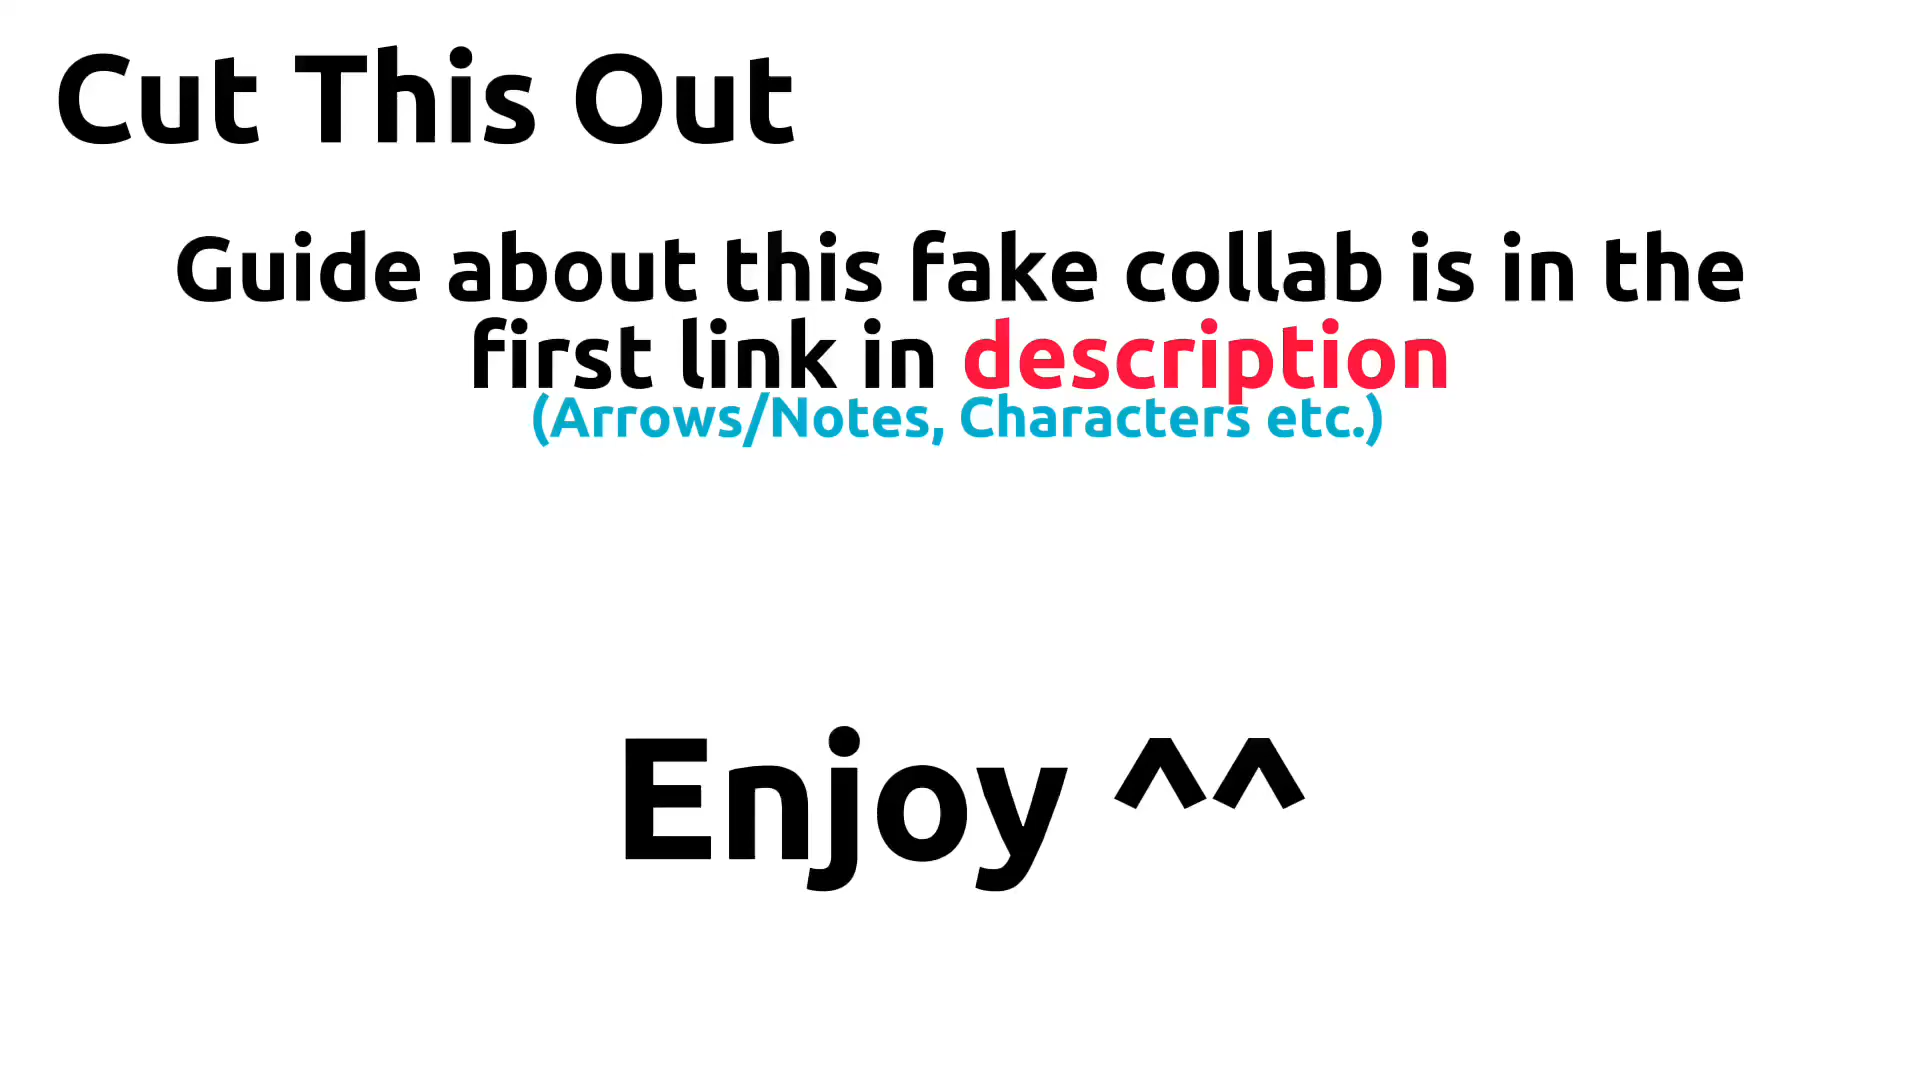 Cut This Out
Guide about this fake collab is in the
first link in description
(Arrows/Notes, Characters etc.)
Enjoy ^^